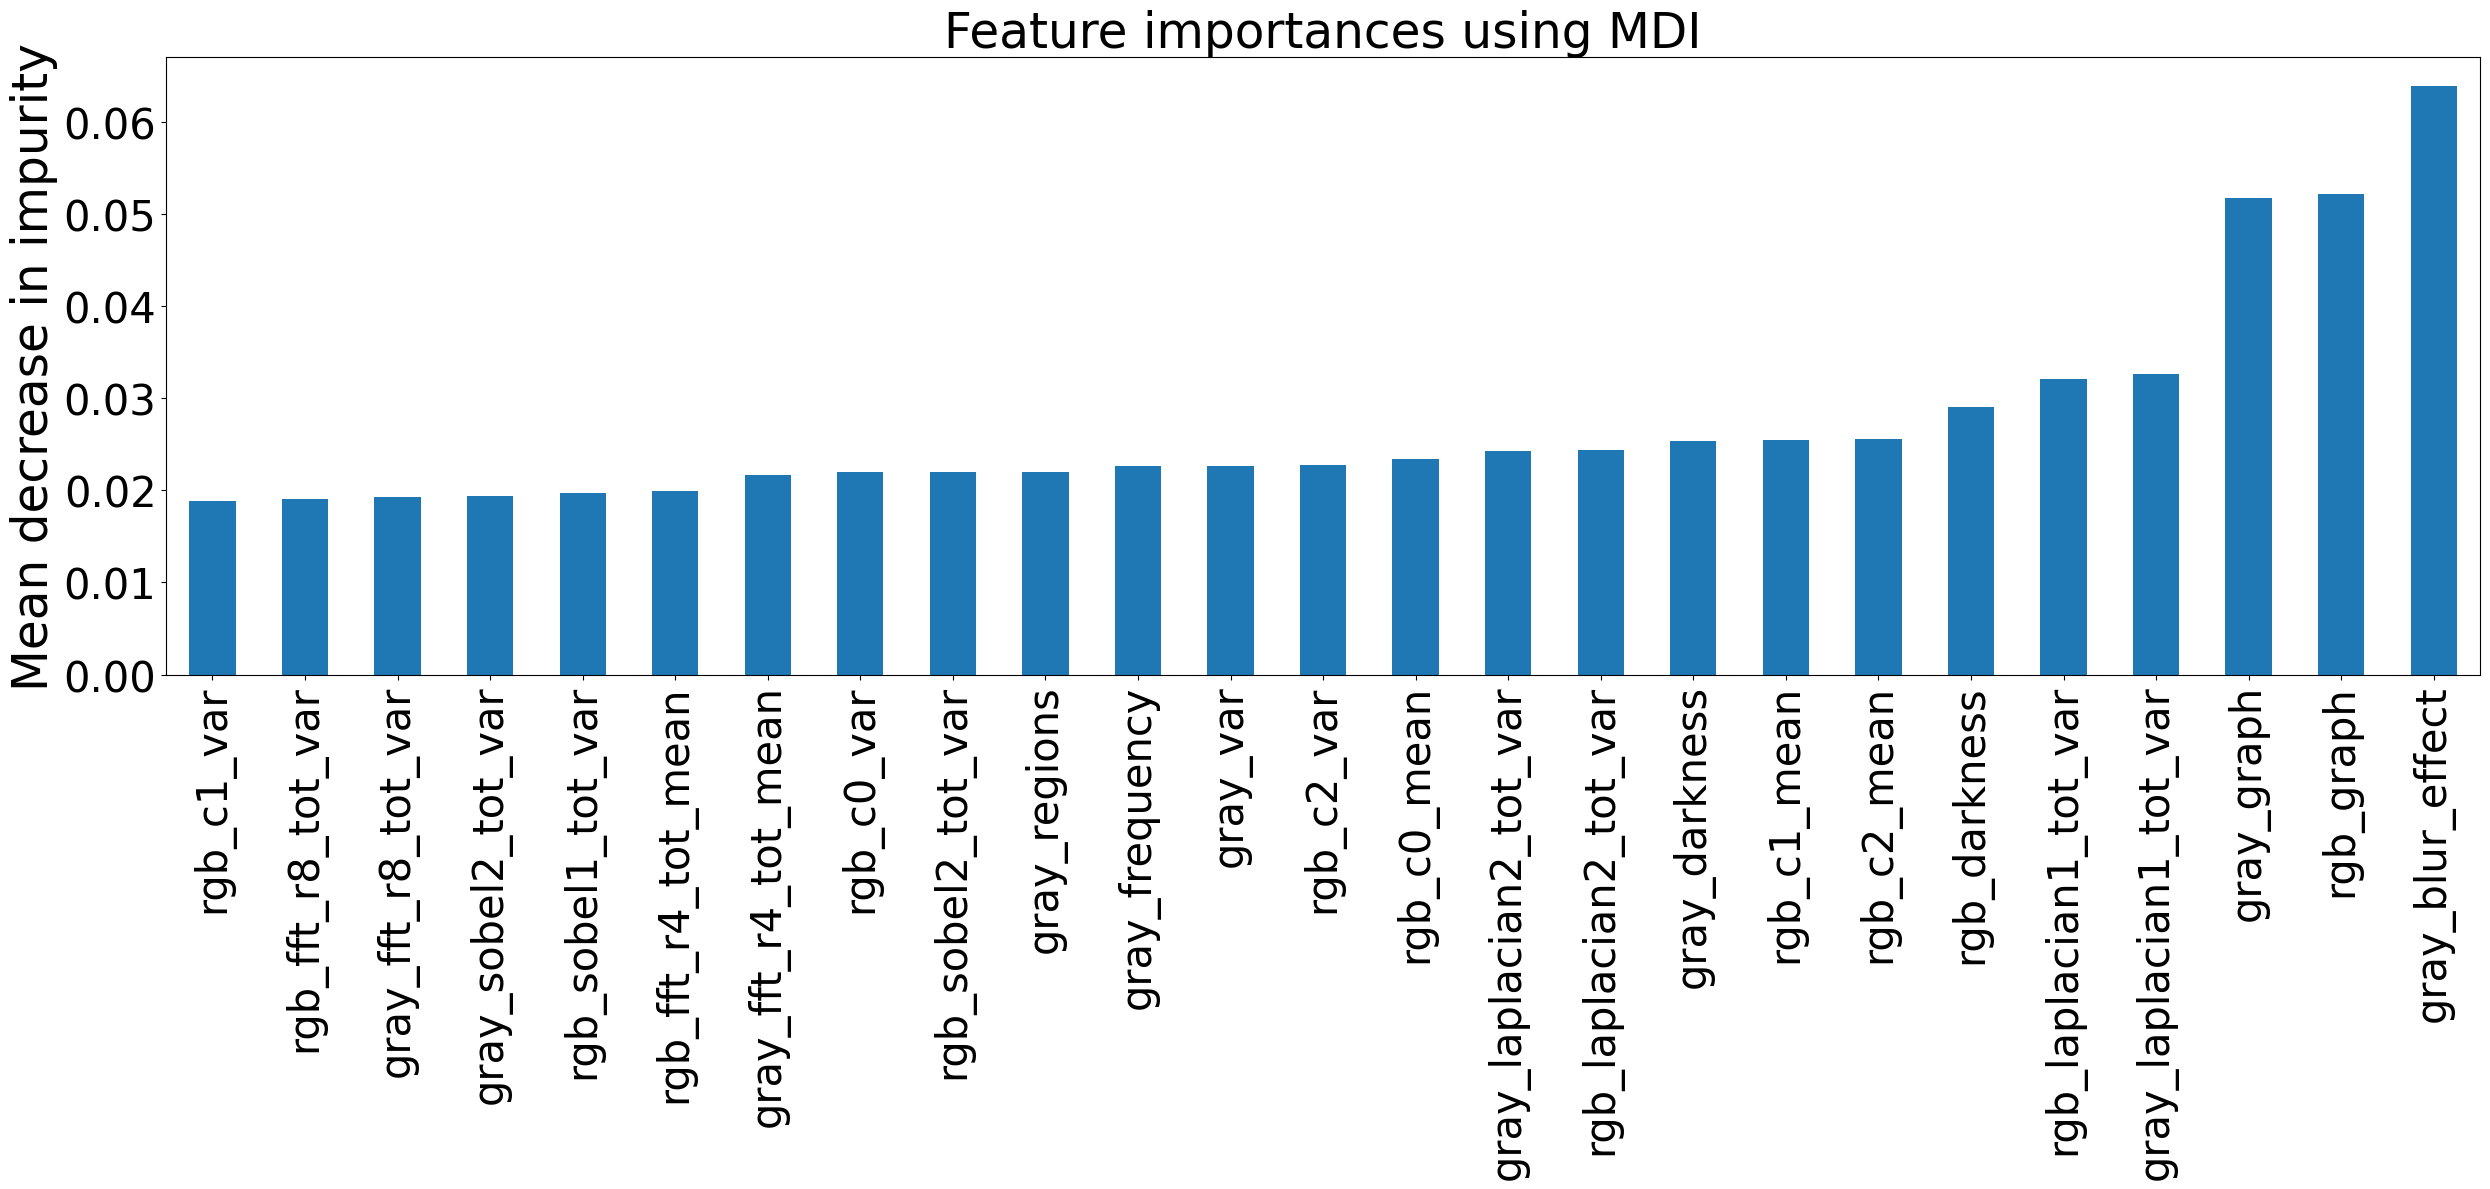 Feature importances using MDI
Mean decrease in impurity
0.06
0.05
0.04
0.03
0.02
0.01
0.00
rgb_c1_var
rgb_fft_r8_tot_var
gray_fft_r8_tot_var
gray_sobel2_tot_var
rgb_sobel1_tot_var
rgb_fft_r4_tot_mean
gray_fft_r4_tot_mean
rgb_c0_var
rgb_sobel2_tot_var
gray_regions
gray_frequency
gray_var
rgb_c2_var
rgb_c0_mean
gray_laplacian2_tot_var
rgb_laplacian2_tot_var
gray_darkness
rgb_c1_mean
rgb_c2_mean
rgb_darkness
rgb_laplacian1_tot_var
gray_laplacian1_tot_var
gray_graph
rgb_graph
gray_blur_effect